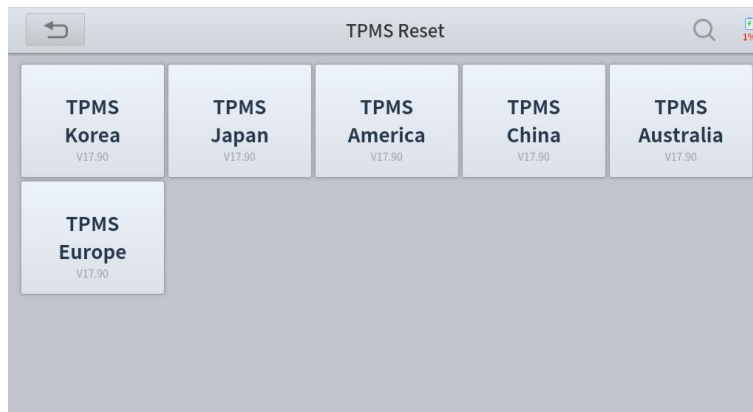 TPMS Reset
1%
TPMS
Korea
V17.90
TPMS
Japan
V17.90
TPMS
America
V17.90
TPMS
China
V17.90
TPMS
Australia
V17.90
TPMS
Europe
V17.90